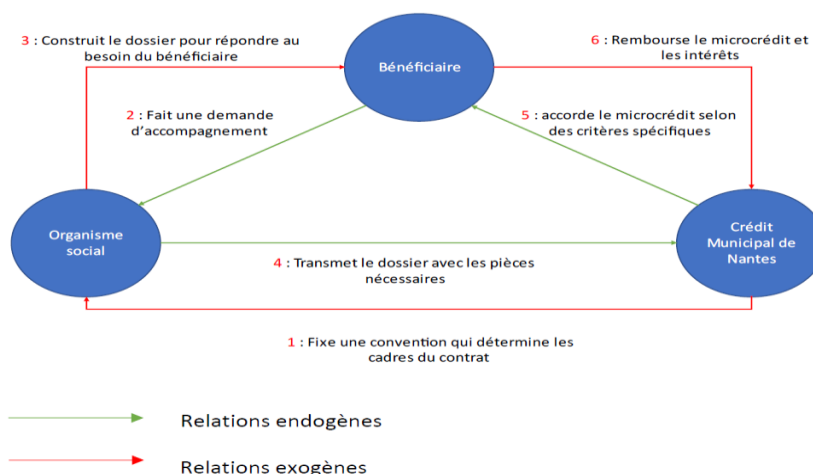 3 : Construit le dossier pour répondre au
besoin du bénéficiaire
Bénéficiaire
6 : Rembourse le microcrédit et
les intérêts
2 : Fait une demande
d'accompagnement
5 : accorde le microcrédit selon
des critères spécifiques
Organisme
social
Crédit
Municipal de
Nantes
4 : Transmet le dossier avec les pièces
nécessaires
1 : Fixe une convention qui détermine les
cadres du contrat
Relations endogènes
Relations exogènes